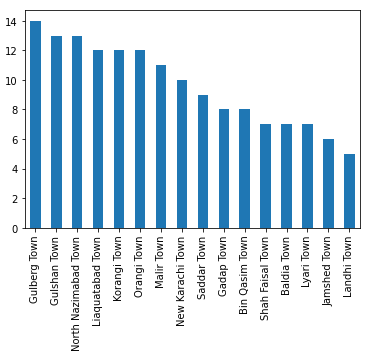 14
12
10
8
6
4
2
0
Gulberg Town
Gulshan Town
North Nazimabad Town
Liaquatabad Town
Korangi Town
Orangi Town
Malir Town
New Karachi Town
Saddar Town
Gadap Town
Bin Qasim Town
Shah Faisal Town
Baldia Town
Lyari Town
Jamshed Town
Landhi Town